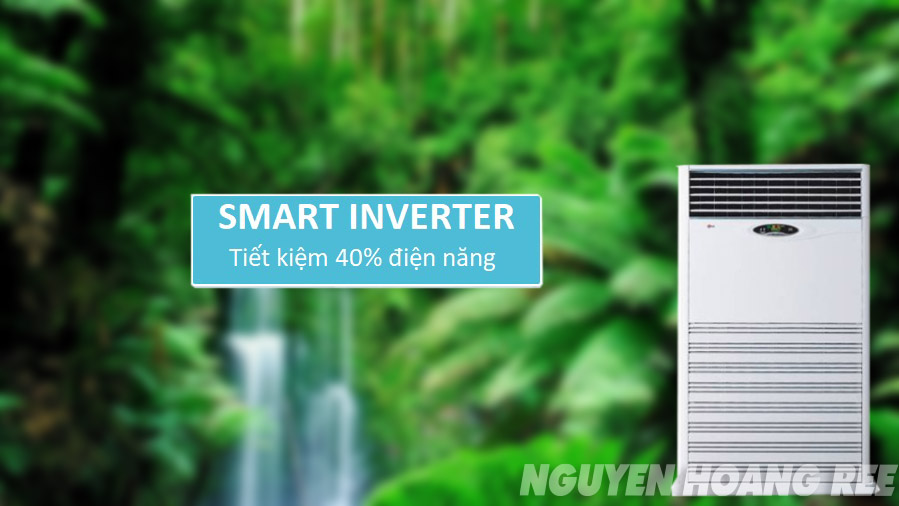 SMART INVERTER
Tiết kiệm 40% điện năng
NGUYEN HOANG REE